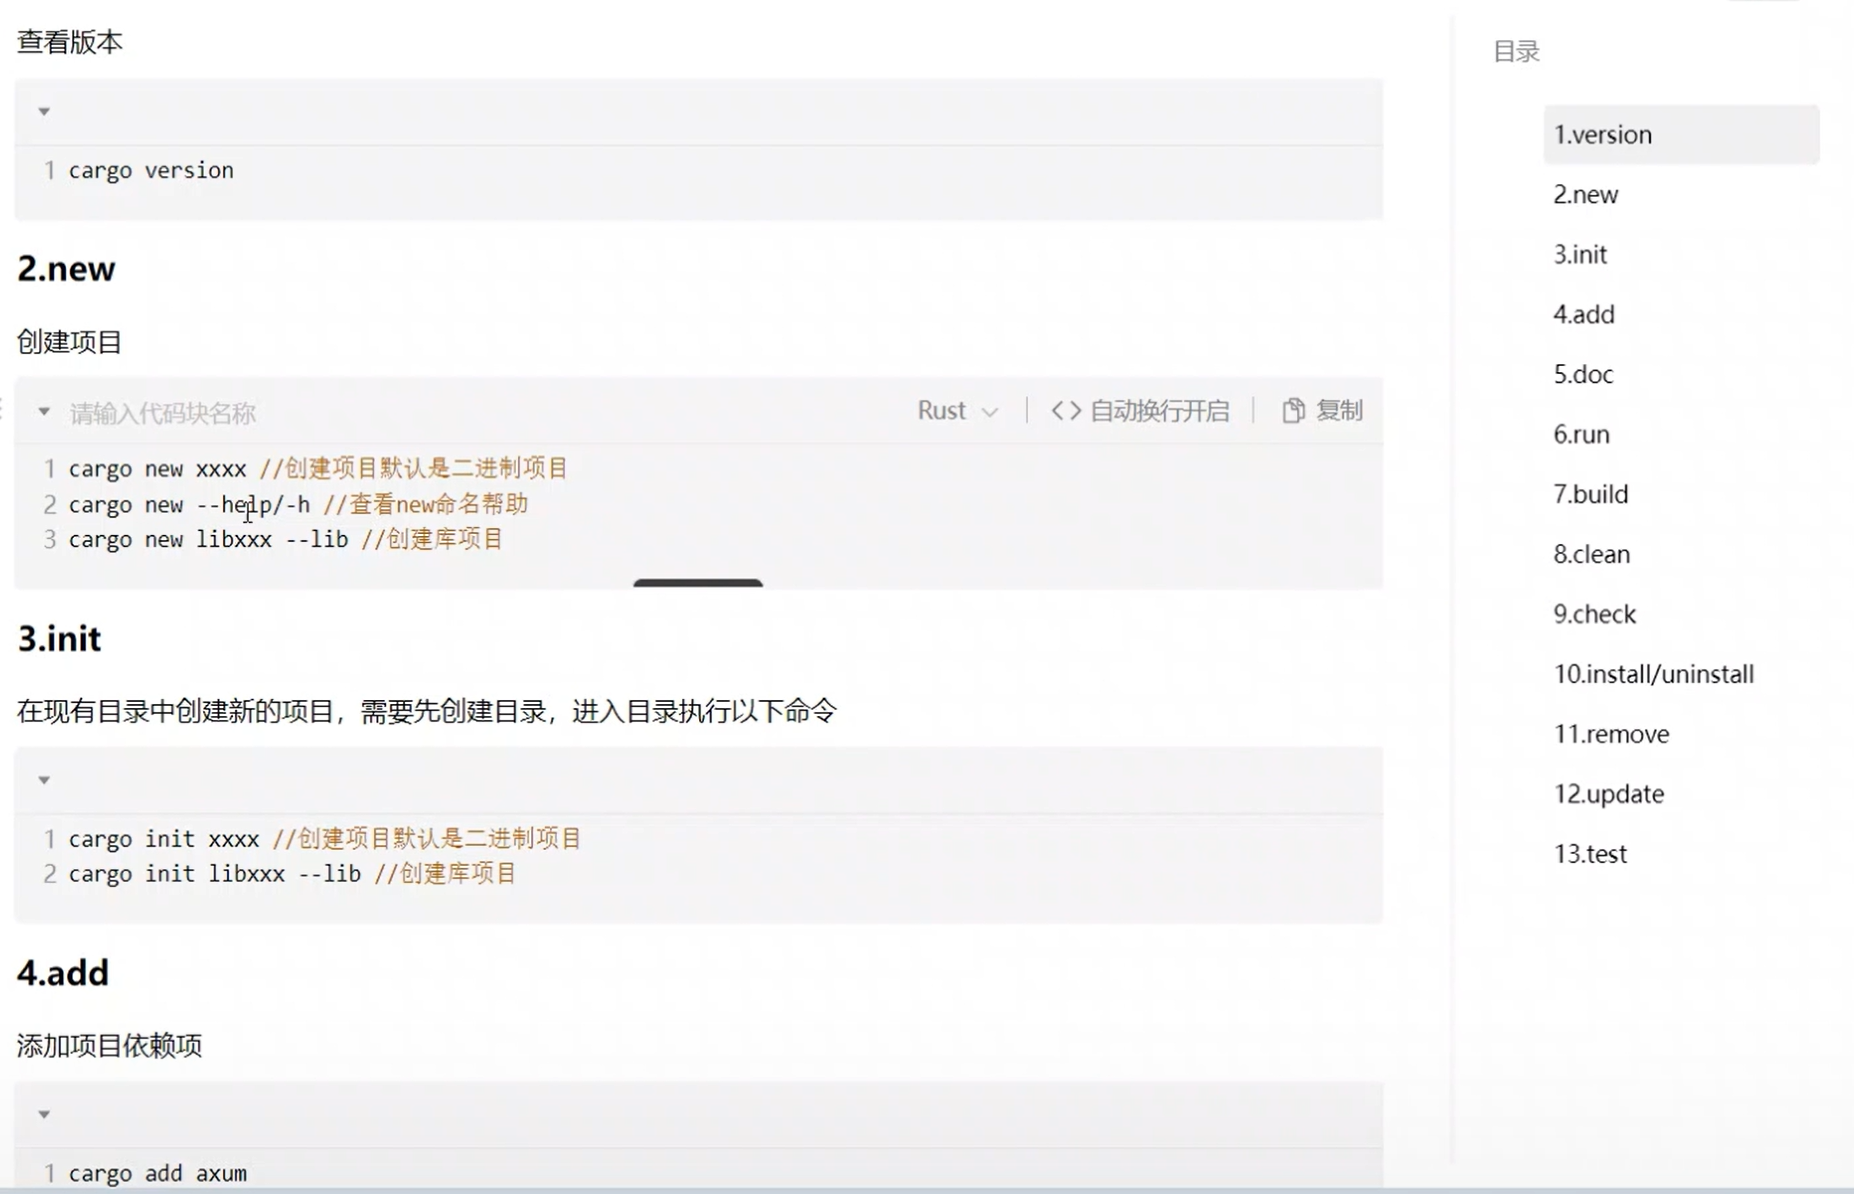 查看版本
1 cargo version
2.new
创建项目
请输入代码块名称 Rust 自动换行开启 复制
1 cargo new xxxx //创建项目默认是二进制项目
2 cargo new --help/-h //查看new命名帮助
3 cargo new libxxx --lib //创建库项目
3.init
在现有目录中创建新的项目，需要先创建目录，进入目录执行以下命令
1 cargo init xxxx //创建项目默认是二进制项目
2 cargo init libxxx --lib //创建库项目
4.add
添加项目依赖项
1 cargo add axum
目录
1.version
2.new
3.init
4.add
5.doc
6.run
7.build
8.clean
9.check
10.install/uninstall
11.remove
12.update
13.test